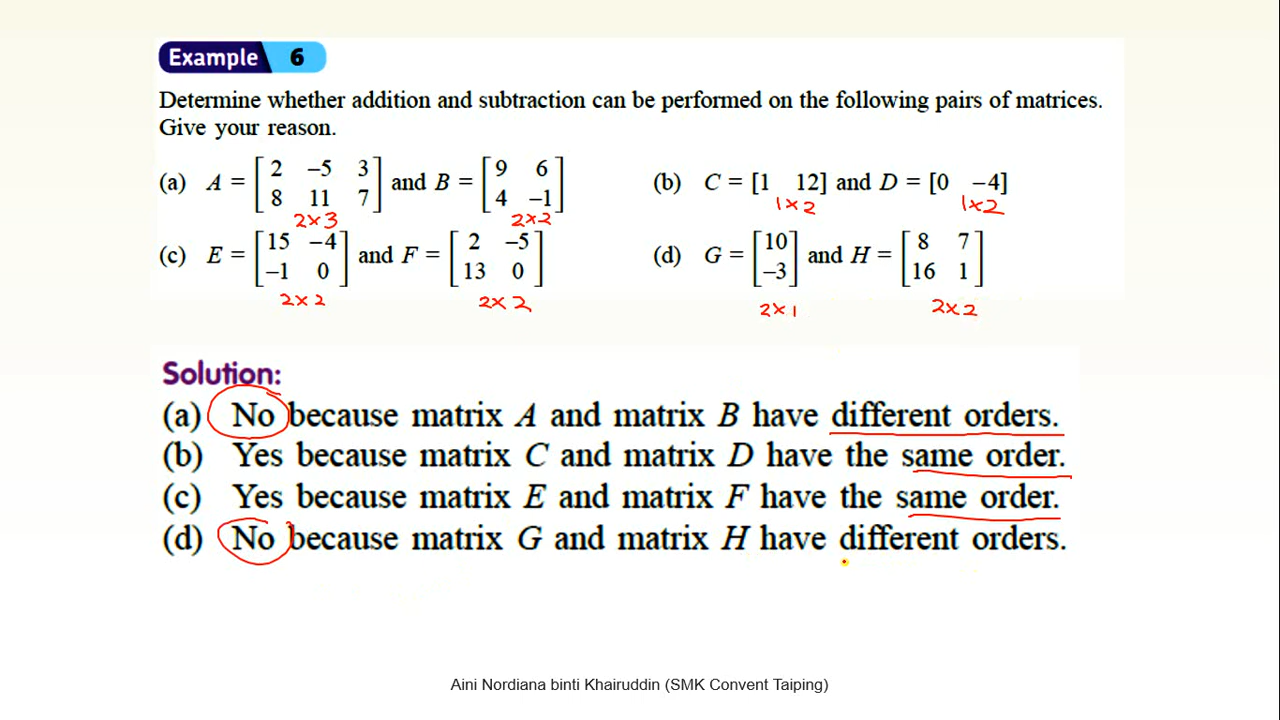 Example 6
Determine whether addition and subtraction can be performed on the following pairs of matrices.
Give your reason.
(a) A = [2 −5 3] and B = [9 6]
[8 11 7] [4 −1]
2×3 2×2
(b) C = [1 12] and D = [0 −4]
1×2 1×2
(c) E = [15 −4] and F = [2 −5]
[−1 0] [13 0]
2×2 2×2
(d) G = [10] and H = [8 7]
[−3] [16 1]
2×1 2×2
Solution:
(a) No because matrix A and matrix B have different orders.
(b) Yes because matrix C and matrix D have the same order.
(c) Yes because matrix E and matrix F have the same order.
(d) No because matrix G and matrix H have different orders.
Aini Nordiana binti Khairuddin (SMK Convent Taiping)